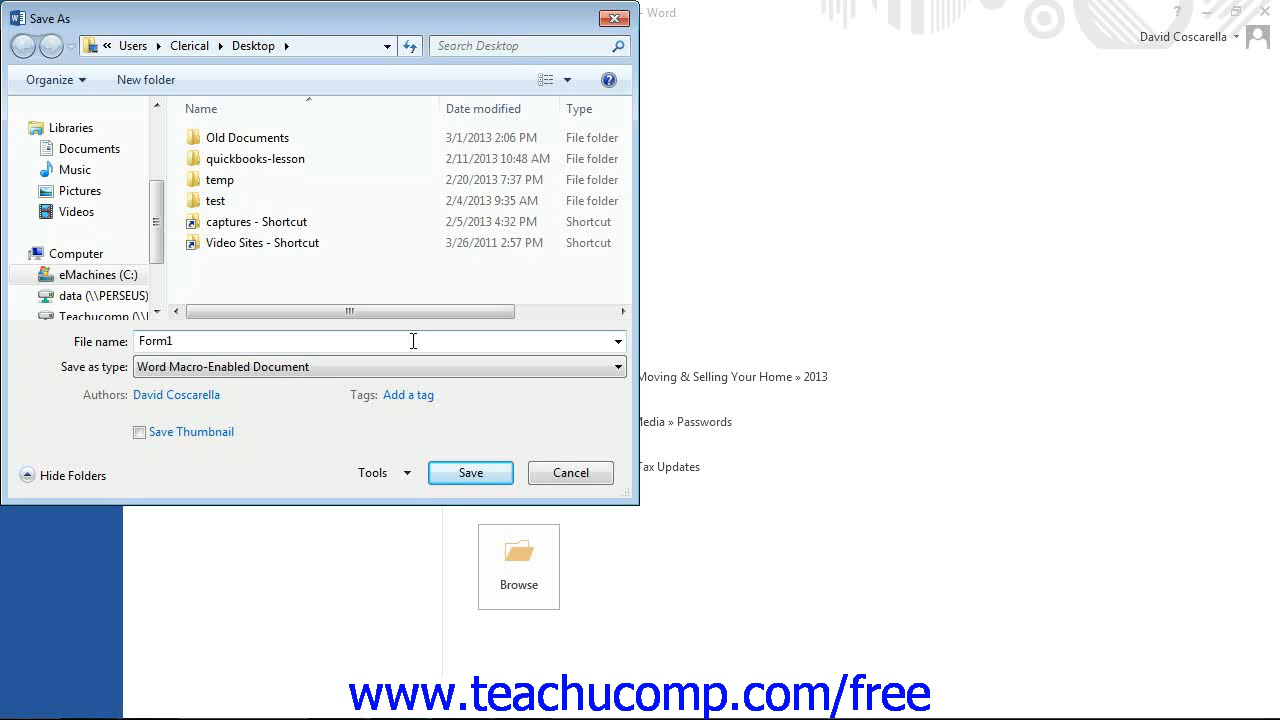 Save As
- Word
?
David Coscarella
« Users Clerical Desktop
Search Desktop
Organize
New folder
?
Name
Date modified
Type
Libraries
Documents
Music
Pictures
Videos
Computer
eMachines (C:)
data (\\PERSEUS)
Teachucomp (\\
Old Documents 3/1/2013 2:06 PM File folder
quickbooks-lesson 2/11/2013 10:48 AM File folder
temp 2/20/2013 7:37 PM File folder
test 2/4/2013 9:35 AM File folder
captures - Shortcut 2/5/2013 4:32 PM Shortcut
Video Sites - Shortcut 3/26/2011 2:57 PM Shortcut
File name: Form1
Save as type: Word Macro-Enabled Document
Authors: David Coscarella
Tags: Add a tag
Save Thumbnail
Hide Folders
Tools
Save
Cancel
Moving & Selling Your Home » 2013
Media » Passwords
Tax Updates
Browse
www.teachucomp.com/free